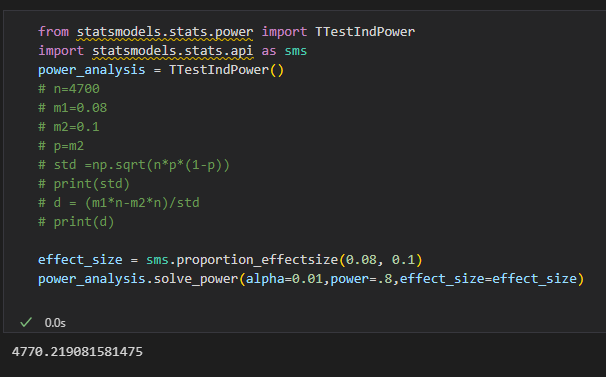 from statsmodels.stats.power import TTestIndPower
import statsmodels.stats.api as sms
power_analysis = TTestIndPower()
# n=4700
# m1=0.08
# m2=0.1
# p=m2
# std =np.sqrt(n*p*(1-p))
# print(std)
# d = (m1*n-m2*n)/std
# print(d)
effect_size = sms.proportion_effectsize(0.08, 0.1)
power_analysis.solve_power(alpha=0.01,power=.8,effect_size=effect_size)
✓ 0.0s
4770.219081581475